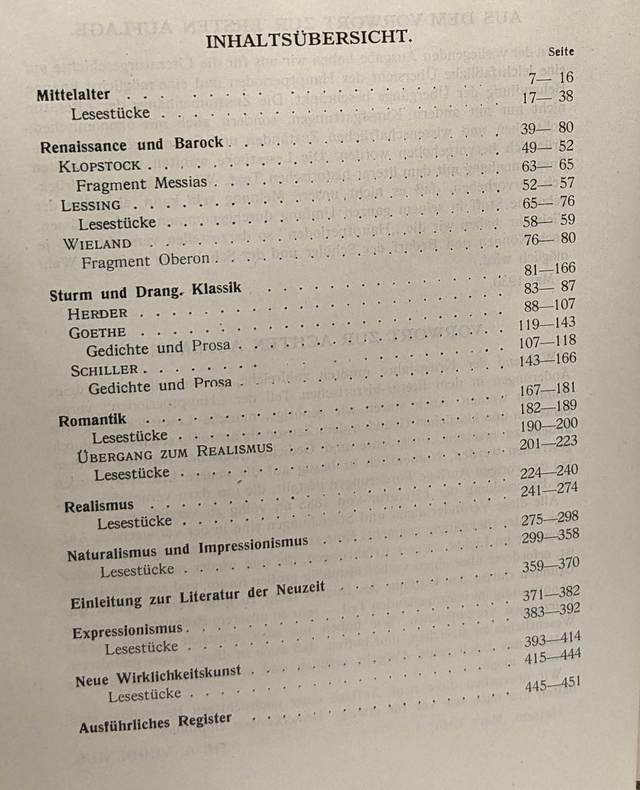 INHALTSÜBERSICHT.
Seite
Mittelalter . . . . . . . . . . . . . 7— 16
Lesestücke . . . . . . . . . . . . . 17— 38
Renaissance und Barock . . . . . . . . . . 39— 80
KLOPSTOCK . . . . . . . . . . . . . 49— 52
Fragment Messias . . . . . . . . . . . 63— 65
LESSING . . . . . . . . . . . . . . 52— 57
Lesestücke . . . . . . . . . . . . . 65— 76
WIELAND . . . . . . . . . . . . . . 58— 59
Fragment Oberon . . . . . . . . . . . 76— 80
Sturm und Drang. Klassik . . . . . . . . . 81—166
HERDER . . . . . . . . . . . . . . 83— 87
GOETHE . . . . . . . . . . . . . . 88—107
Gedichte und Prosa . . . . . . . . . . 119—143
SCHILLER . . . . . . . . . . . . . 107—118
Gedichte und Prosa . . . . . . . . . . 143—166
Romantik . . . . . . . . . . . . . . 167—181
Lesestücke . . . . . . . . . . . . . 182—189
ÜBERGANG ZUM REALISMUS . . . . . . . . . 190—200
Lesestücke . . . . . . . . . . . . . 201—223
Realismus . . . . . . . . . . . . . 224—240
Lesestücke . . . . . . . . . . . . . 241—274
Naturalismus und Impressionismus . . . . . . . 275—298
Lesestücke . . . . . . . . . . . . . 299—358
Einleitung zur Literatur der Neuzeit . . . . . . 359—370
Expressionismus . . . . . . . . . . . . 371—382
Lesestücke . . . . . . . . . . . . . 383—392
Neue Wirklichkeitskunst . . . . . . . . . 393—414
Lesestücke . . . . . . . . . . . . . 415—444
Ausführliches Register . . . . . . . . . . 445—451